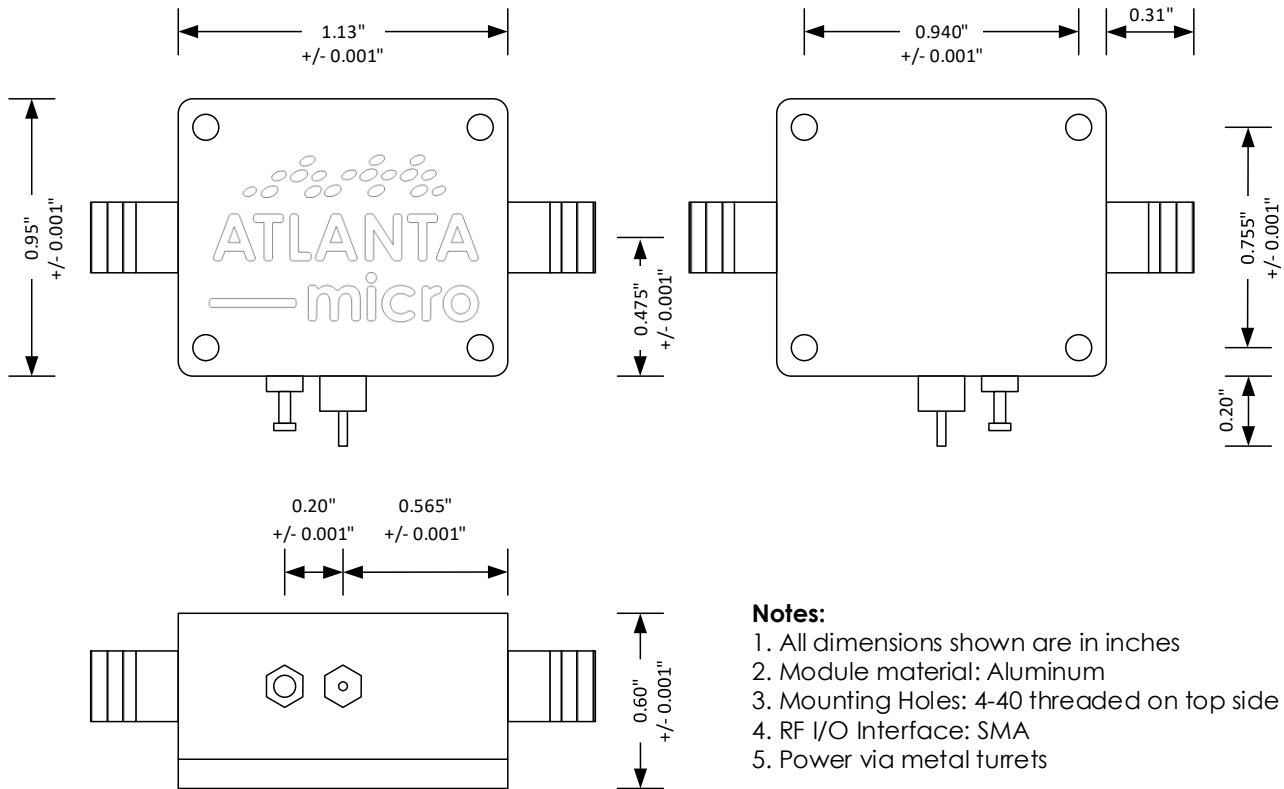 1.13"
+/- 0.001"
0.940"
+/- 0.001"
0.31"
0.95"
+/- 0.001"
ATLANTA
micro
0.475"
+/- 0.001"
0.755"
+/- 0.001"
0.20"
0.20"
+/- 0.001"
0.565"
+/- 0.001"
0.60"
+/- 0.001"
Notes:
1. All dimensions shown are in inches
2. Module material: Aluminum
3. Mounting Holes: 4-40 threaded on top side
4. RF I/O Interface: SMA
5. Power via metal turrets